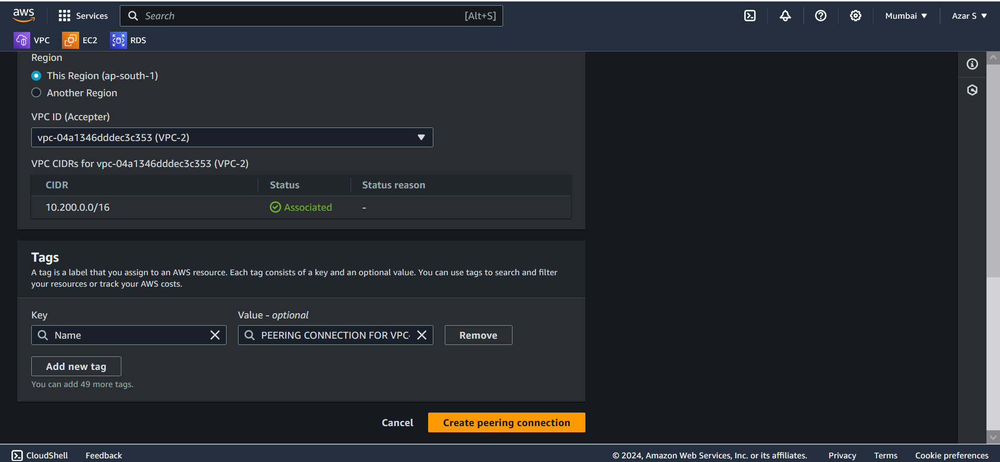 aws
Services
Search [Alt+S]
Mumbai ▼
Azar S ▼
VPC EC2 RDS
Region
This Region (ap-south-1)
Another Region
VPC ID (Accepter)
vpc-04a1346dddec3c353 (VPC-2)
VPC CIDRs for vpc-04a1346dddec3c353 (VPC-2)
CIDR Status Status reason
10.200.0.0/16 Associated -
Tags
A tag is a label that you assign to an AWS resource. Each tag consists of a key and an optional value. You can use tags to search and filter
your resources or track your AWS costs.
Key Value - optional
Name PEERING CONNECTION FOR VPC- Remove
Add new tag
You can add 49 more tags.
Cancel Create peering connection
CloudShell Feedback © 2024, Amazon Web Services, Inc. or its affiliates. Privacy Terms Cookie preferences